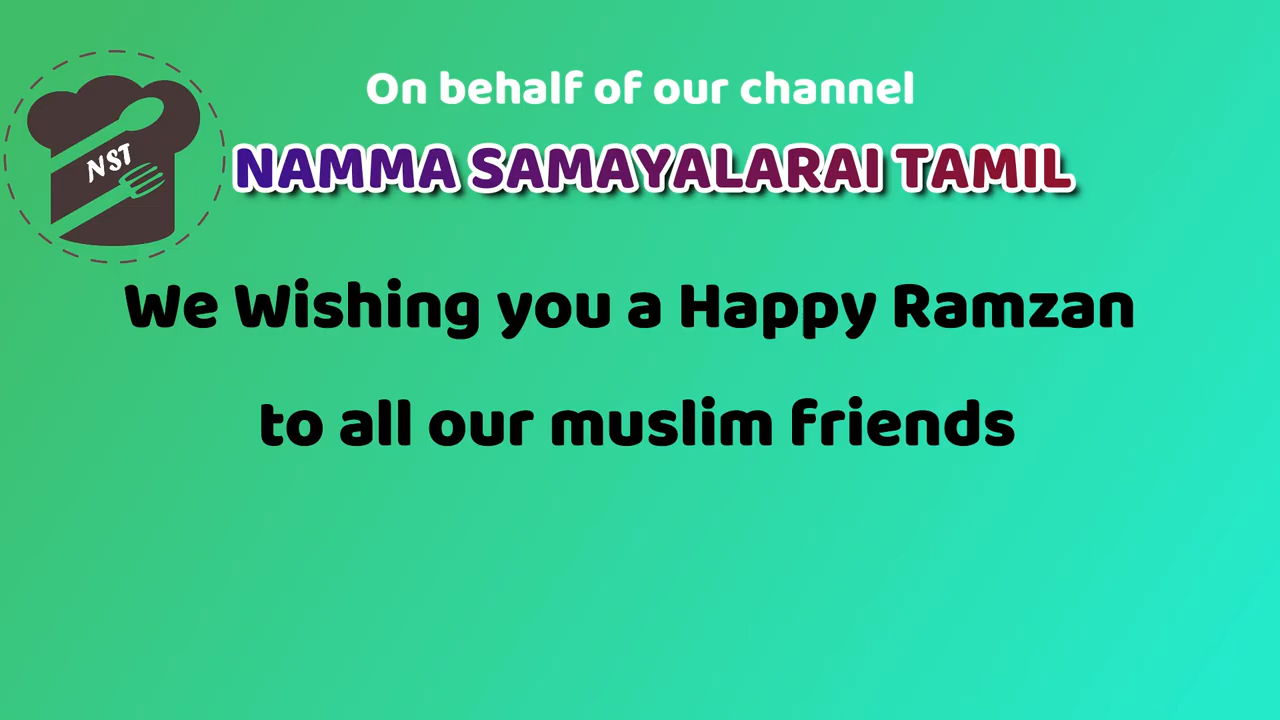 On behalf of our channel
NST
NAMMA SAMAYALARAI TAMIL
We Wishing you a Happy Ramzan
to all our muslim friends